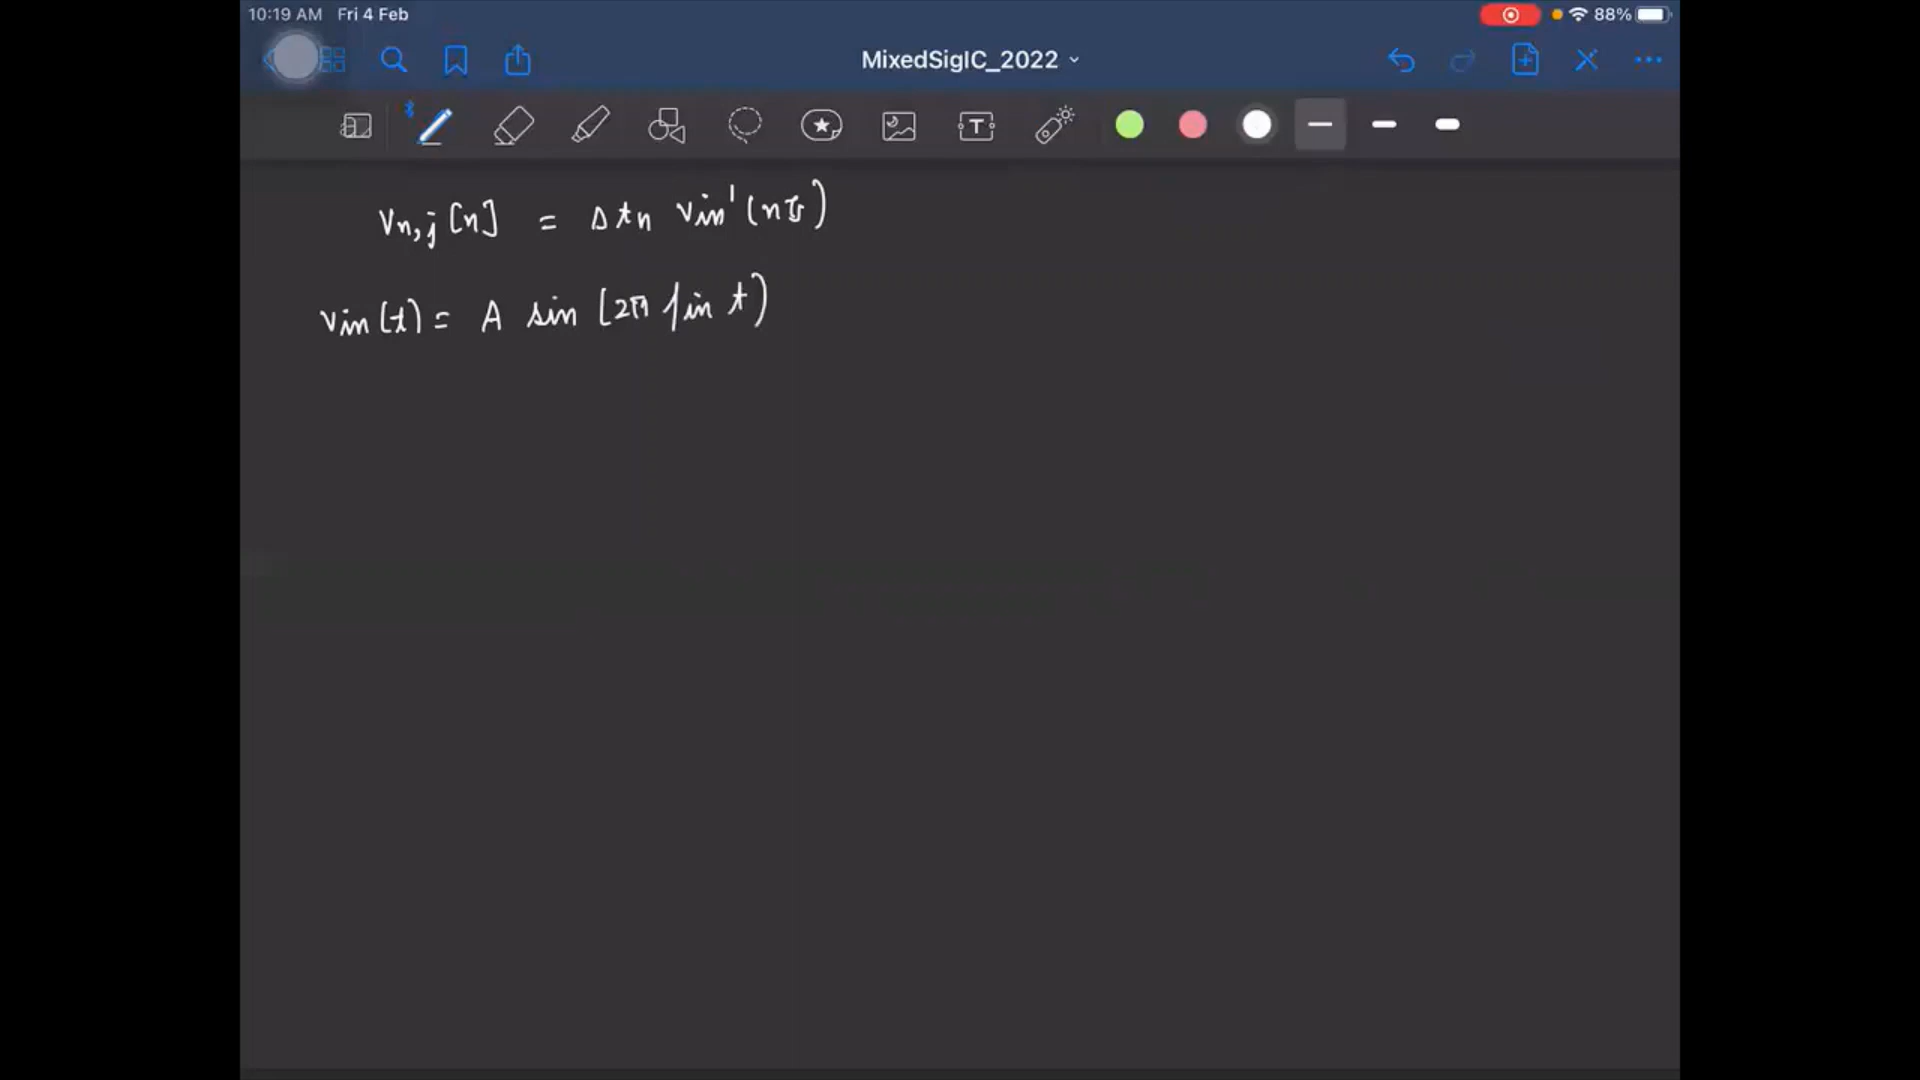 10:19 AM Fri 4 Feb
88%
MixedSigIC_2022
T
Vn,j[n] = Δtn Vin'(nTs)
Vin(t) = A sin(2π fin t)